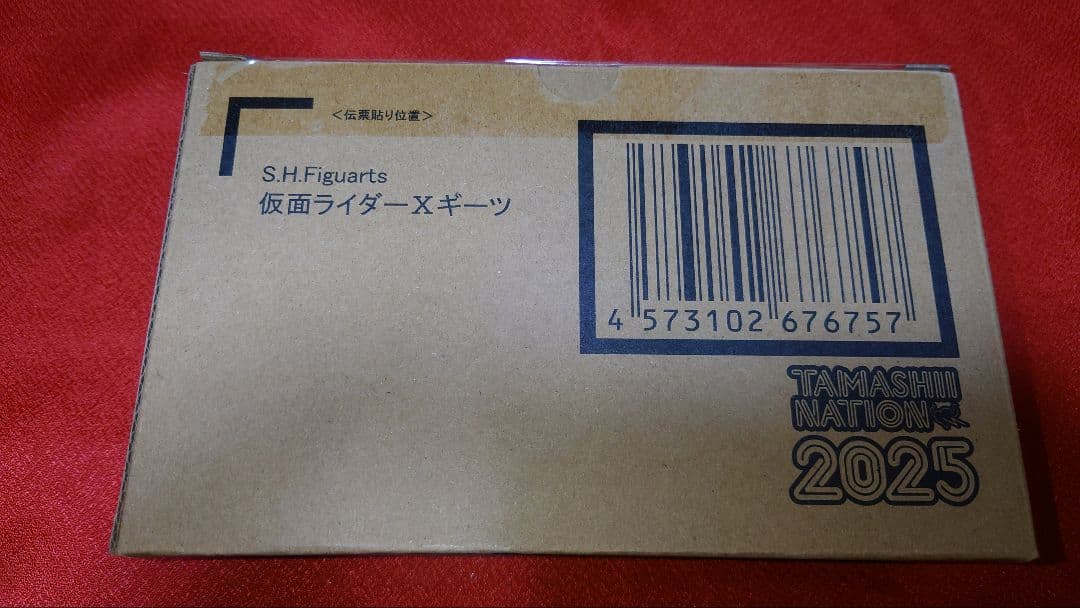 <伝票貼り位置>
S.H.Figuarts
仮面ライダーXギーツ
4 573102 676757
TAMASHII
NATION
2025